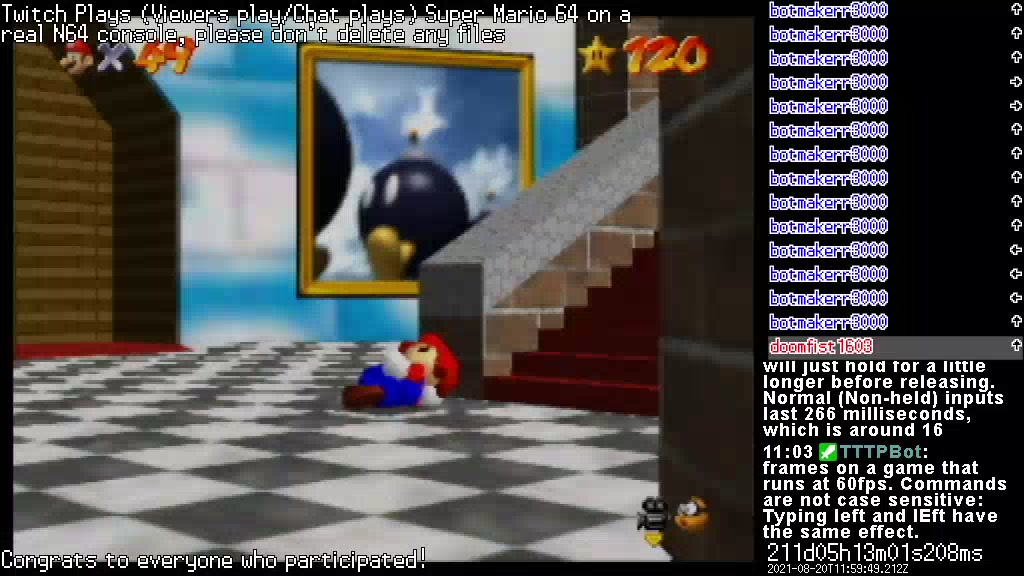 Twitch Plays (Viewers play/Chat plays) Super Mario 64 on a
real N64 console, please don't delete any files
X 49
120
Congrats to everyone who participated!
botmakerr3000 ↑
botmakerr3000 ↑
botmakerr3000 ↑
botmakerr3000 →
botmakerr3000 →
botmakerr3000 ↑
botmakerr3000 ↑
botmakerr3000 ↑
botmakerr3000 ↑
botmakerr3000 ↑
botmakerr3000 ←
botmakerr3000 ←
botmakerr3000 ←
botmakerr3000 ↑
doomfist1603 ↑
will just hold for a little
longer before releasing.
Normal (Non-held) inputs
last 266 milliseconds,
which is around 16
11:03 TTTPBot:
frames on a game that
runs at 60fps. Commands
are not case sensitive:
Typing left and lEft have
the same effect.
211d05h13m01s208ms
2021-08-20T11:59:49.212Z